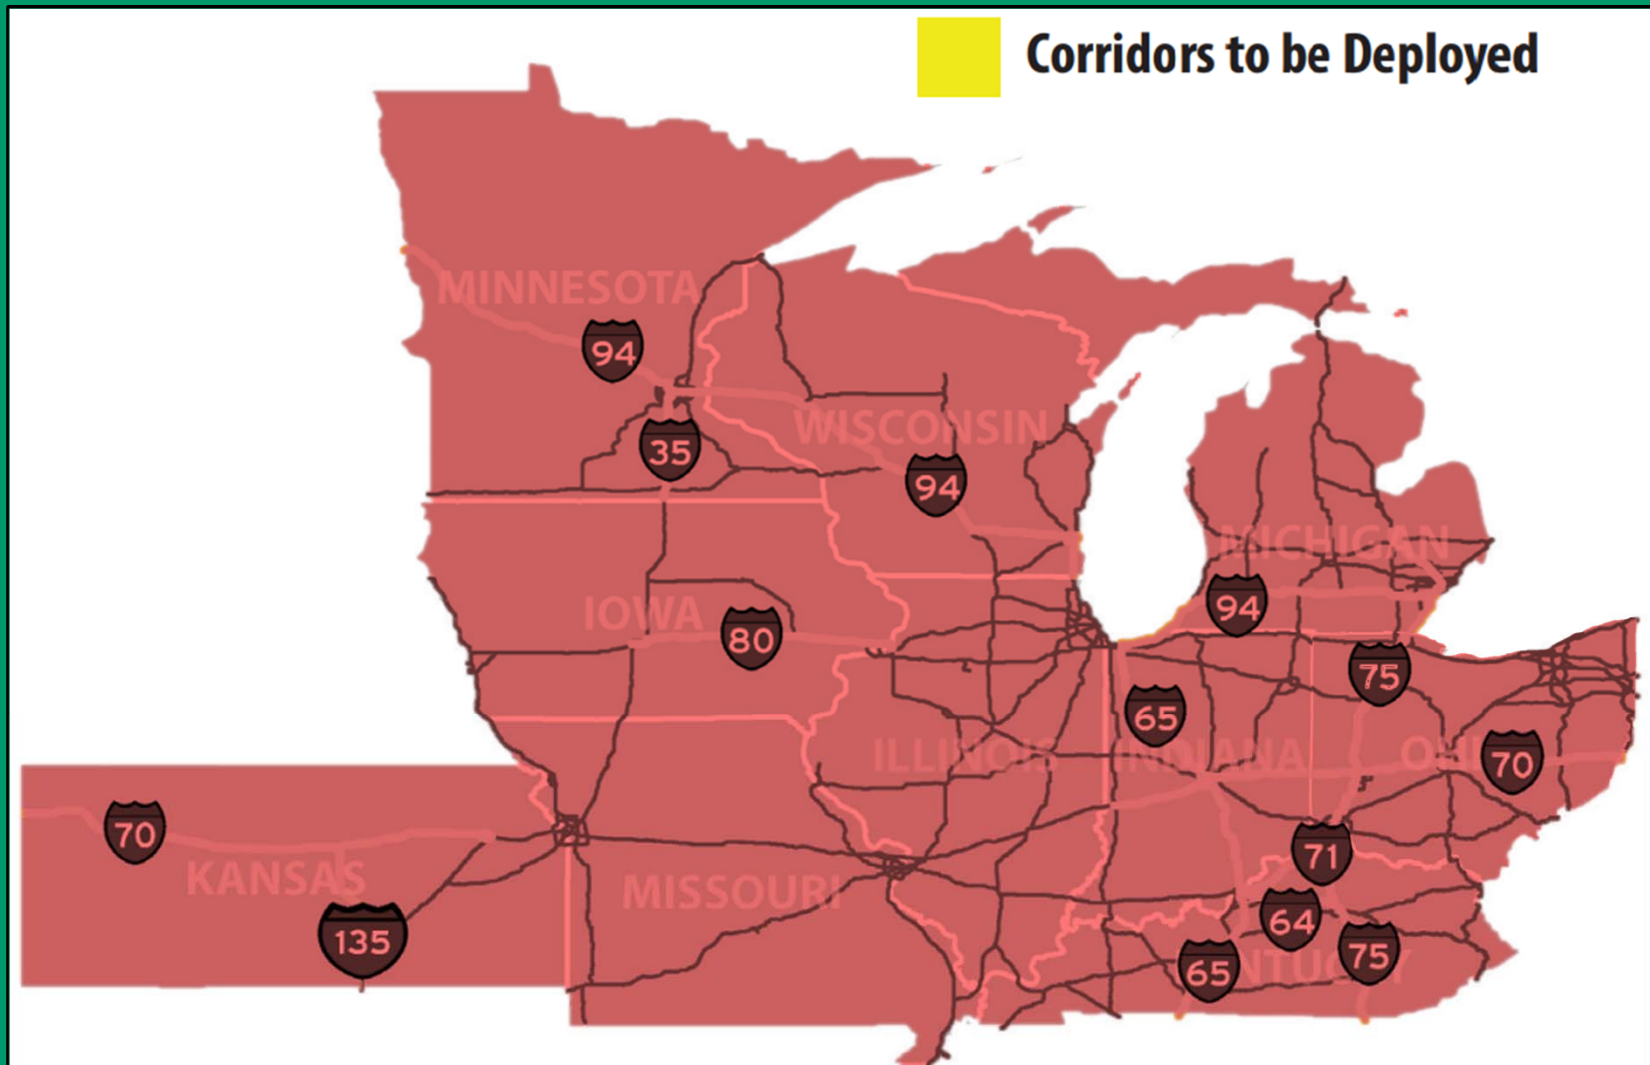 Corridors to be Deployed
MINNESOTA
94
35
WISCONSIN
94
MICHIGAN
94
IOWA
80
75
65
ILLINOIS
INDIANA
70
70
71
KANSAS
MISSOURI
64
135
65
75